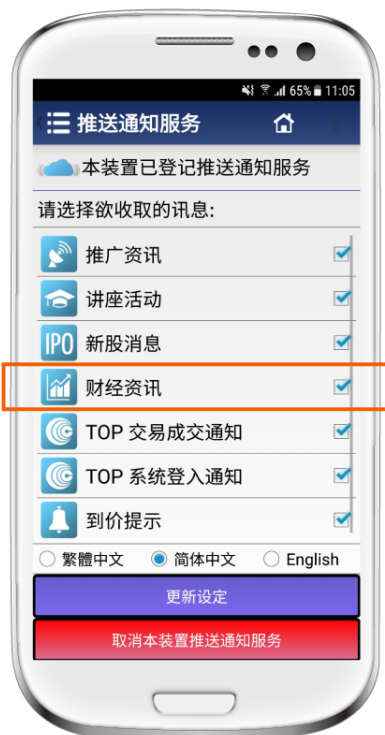 65% 11:05
推送通知服务
本装置已登记推送通知服务
请选择欲收取的讯息:
推广资讯
讲座活动
IPO 新股消息
财经资讯
TOP 交易成交通知
TOP 系统登入通知
到价提示
繁體中文 简体中文 English
更新设定
取消本装置推送通知服务